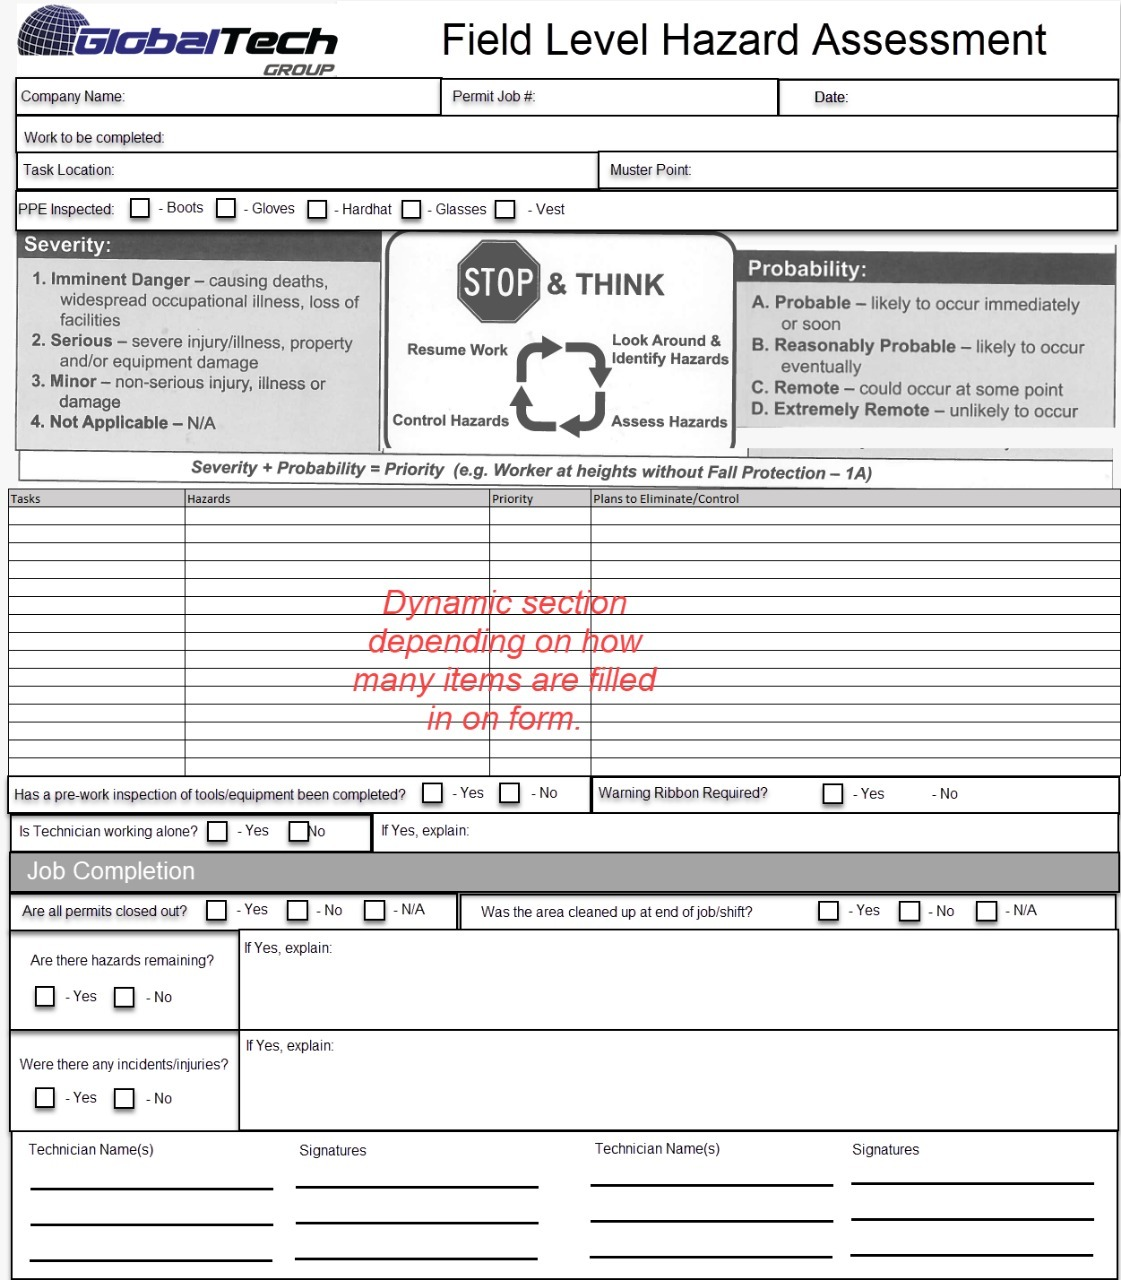 GlobalTech
GROUP
Field Level Hazard Assessment
Company Name:
Permit Job #:
Date:
Work to be completed:
Task Location:
Muster Point:
PPE Inspected: - Boots - Gloves - Hardhat - Glasses - Vest
Severity:
1. Imminent Danger – causing deaths,
widespread occupational illness, loss of
facilities
2. Serious – severe injury/illness, property
and/or equipment damage
3. Minor – non-serious injury, illness or
damage
4. Not Applicable – N/A
STOP & THINK
Resume Work
Look Around &
Identify Hazards
Control Hazards
Assess Hazards
Probability:
A. Probable – likely to occur immediately
or soon
B. Reasonably Probable – likely to occur
eventually
C. Remote – could occur at some point
D. Extremely Remote – unlikely to occur
Severity + Probability = Priority (e.g. Worker at heights without Fall Protection – 1A)
Tasks Hazards Priority Plans to Eliminate/Control
Dynamic section
depending on how
many items are filled
in on form.
Has a pre-work inspection of tools/equipment been completed? - Yes - No
Warning Ribbon Required? - Yes - No
Is Technician working alone? - Yes No
If Yes, explain:
Job Completion
Are all permits closed out? - Yes - No - N/A
Was the area cleaned up at end of job/shift? - Yes - No - N/A
Are there hazards remaining?
- Yes - No
If Yes, explain:
Were there any incidents/injuries?
- Yes - No
If Yes, explain:
Technician Name(s) Signatures Technician Name(s) Signatures